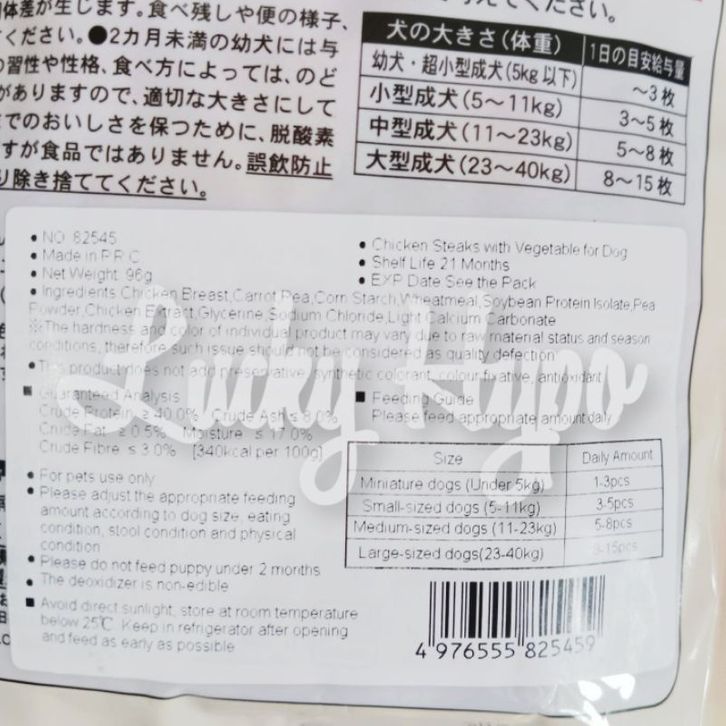 体差が生じます。食べ残しや便の様子、
ください。●2カ月未満の幼犬には与
習性や性格、食べ方によっては、のど
がありますので、適切な大きさにして
までのおいしさを保つために、脱酸素
すが食品ではありません。誤飲防止
り除き捨ててください。
ください。
犬の大きさ(体重) 1日の目安給与量
幼犬・超小型成犬(5kg以下) 〜3枚
小型成犬(5〜11kg) 3〜5枚
中型成犬(11〜23kg) 5〜8枚
大型成犬(23〜40kg) 8〜15枚
• NO 82545
• Made in P.R.C
• Net Weight 96g
• Chicken Steaks with Vegetable for Dog
• Shelf Life 21 Months
• EXP Date See the Pack
• Ingredients Chicken Breast,Carrot,Pea,Corn Starch,Wheatmeal,Soybean Protein Isolate,Pea
Powder,Chicken Extract,Glycerine,Sodium Chloride,Light Calcium Carbonate
※The hardness and color of individual product may vary due to raw material status and season
conditions, therefore such issue should not be considered as quality defection
• This product does not add preservative, synthetic colorant, colour fixative, antioxidant
■ Guaranteed Analysis
Crude Protein ≥ 40.0% Crude Ash ≤ 8.0%
Crude Fat ≥ 0.5% Moisture ≤ 17.0%
Crude Fibre ≤ 3.0% [340kcal per 100g]
■ Feeding Guide
Please feed appropriate amount daily
Size Daily Amount
Miniature dogs (Under 5kg) 1-3pcs
Small-sized dogs (5-11kg) 3-5pcs
Medium-sized dogs (11-23kg) 5-8pcs
Large-sized dogs(23-40kg) 8-15pcs
• For pets use only
• Please adjust the appropriate feeding
amount according to dog size, eating
condition, stool condition and physical
condition
• Please do not feed puppy under 2 months
• The deoxidizer is non-edible
■ Avoid direct sunlight, store at room temperature
below 25℃ Keep in refrigerator after opening
and feed as early as possible
4 976555 825459
Lucky Hypo